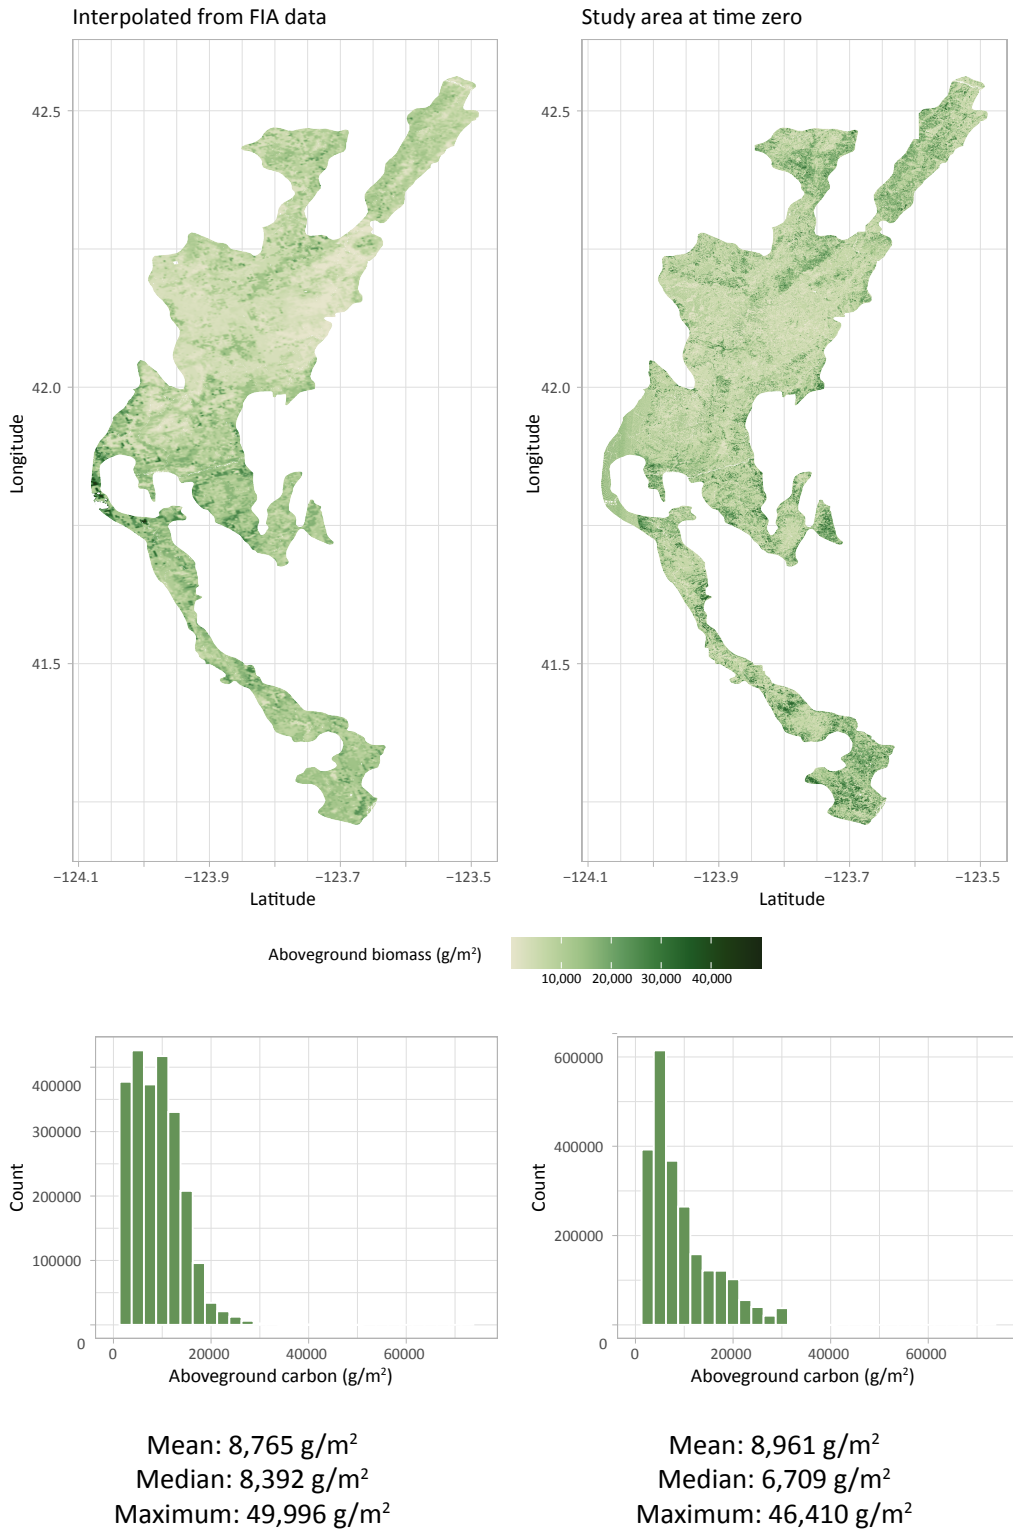 Interpolated from FIA data
Study area at time zero
42.5
42.0
41.5
Longitude
−124.1
−123.9
−123.7
−123.5
Latitude
42.5
42.0
41.5
Longitude
−124.1
−123.9
−123.7
−123.5
Latitude
Aboveground biomass (g/m²)
10,000
20,000
30,000
40,000
400000
300000
200000
100000
0
Count
0
20000
40000
60000
Aboveground carbon (g/m²)
600000
400000
200000
0
Count
0
20000
40000
60000
Aboveground carbon (g/m²)
Mean: 8,765 g/m²
Median: 8,392 g/m²
Maximum: 49,996 g/m²
Mean: 8,961 g/m²
Median: 6,709 g/m²
Maximum: 46,410 g/m²